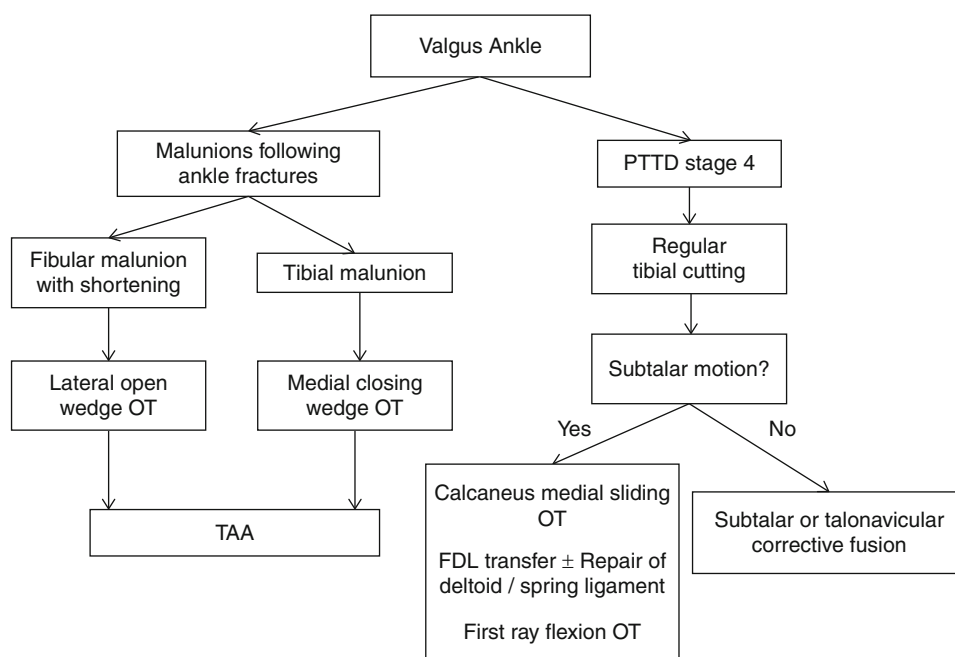 Valgus Ankle
Malunions following
ankle fractures
PTTD stage 4
Fibular malunion
with shortening
Tibial malunion
Regular
tibial cutting
Lateral open
wedge OT
Medial closing
wedge OT
Subtalar motion?
Yes
No
TAA
Calcaneus medial sliding
OT
FDL transfer ± Repair of
deltoid / spring ligament
First ray flexion OT
Subtalar or talonavicular
corrective fusion